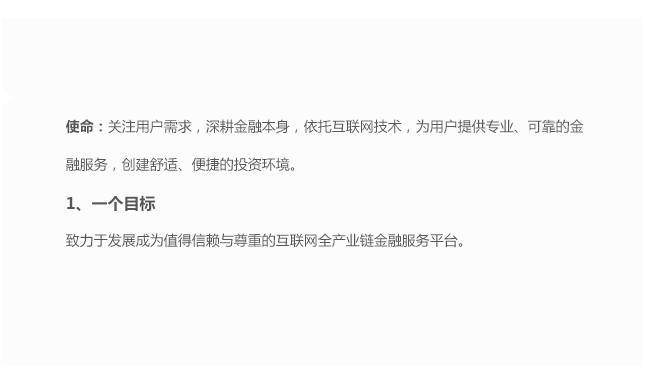 使命：关注用户需求，深耕金融本身，依托互联网技术，为用户提供专业、可靠的金
融服务，创建舒适、便捷的投资环境。
1、一个目标
致力于发展成为值得信赖与尊重的互联网全产业链金融服务平台。